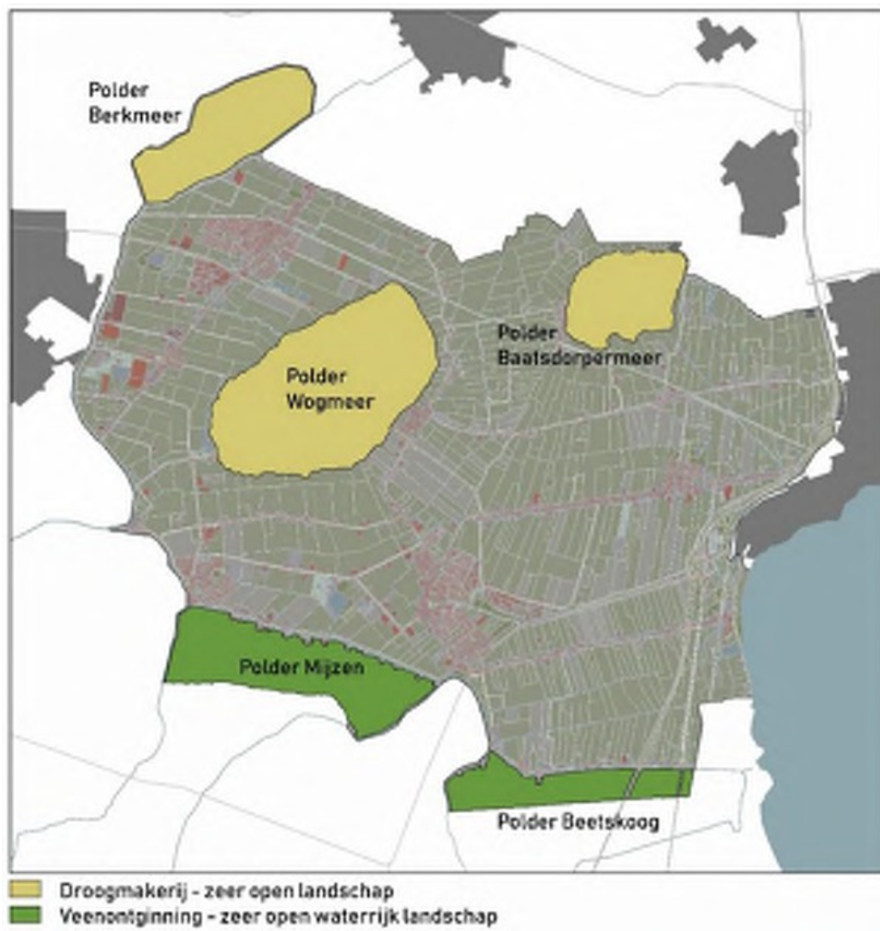 Polder
Berkmeer
Polder
Baatsdorpermeer
Polder
Wogmeer
Polder Mijzen
Polder Beetskoog
Droogmakerij - zeer open landschap
Veenontginning - zeer open waterrijk landschap